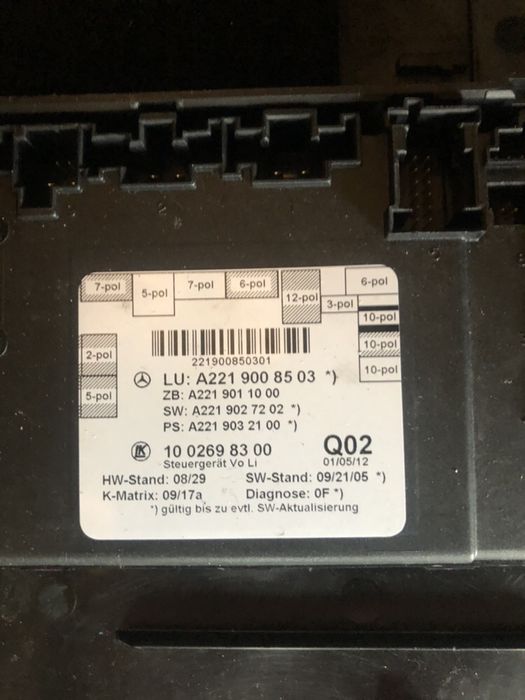 7-pol
5-pol
7-pol
6-pol
12-pol
3-pol
6-pol
10-pol
10-pol
10-pol
2-pol
5-pol
221900850301
LU: A221 900 85 03 *)
ZB: A221 901 10 00
SW: A221 902 72 02 *)
PS: A221 903 21 00 *)
LK
10 0269 83 00 Q02
Steuergerät Vo Li 01/05/12
HW-Stand: 08/29 SW-Stand: 09/21/05 *)
K-Matrix: 09/17a Diagnose: 0F *)
*) gültig bis zu evtl. SW-Aktualisierung